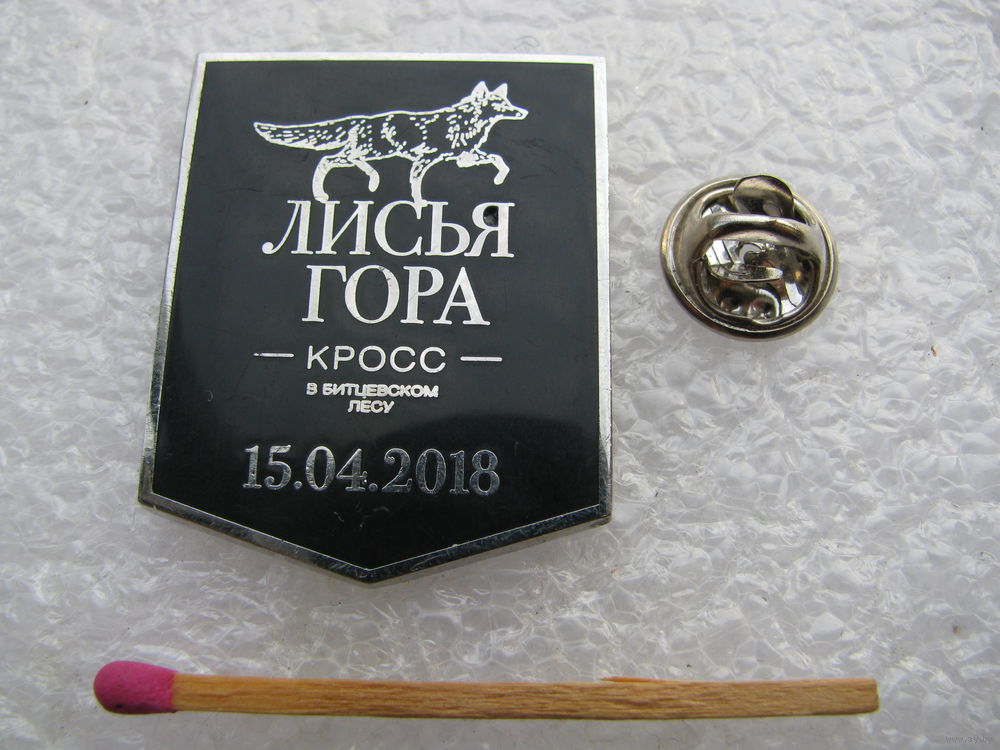 ЛИСЬЯ
ГОРА
— КРОСС —
В БИТЦЕВСКОМ
ЛЕСУ
15.04.2018